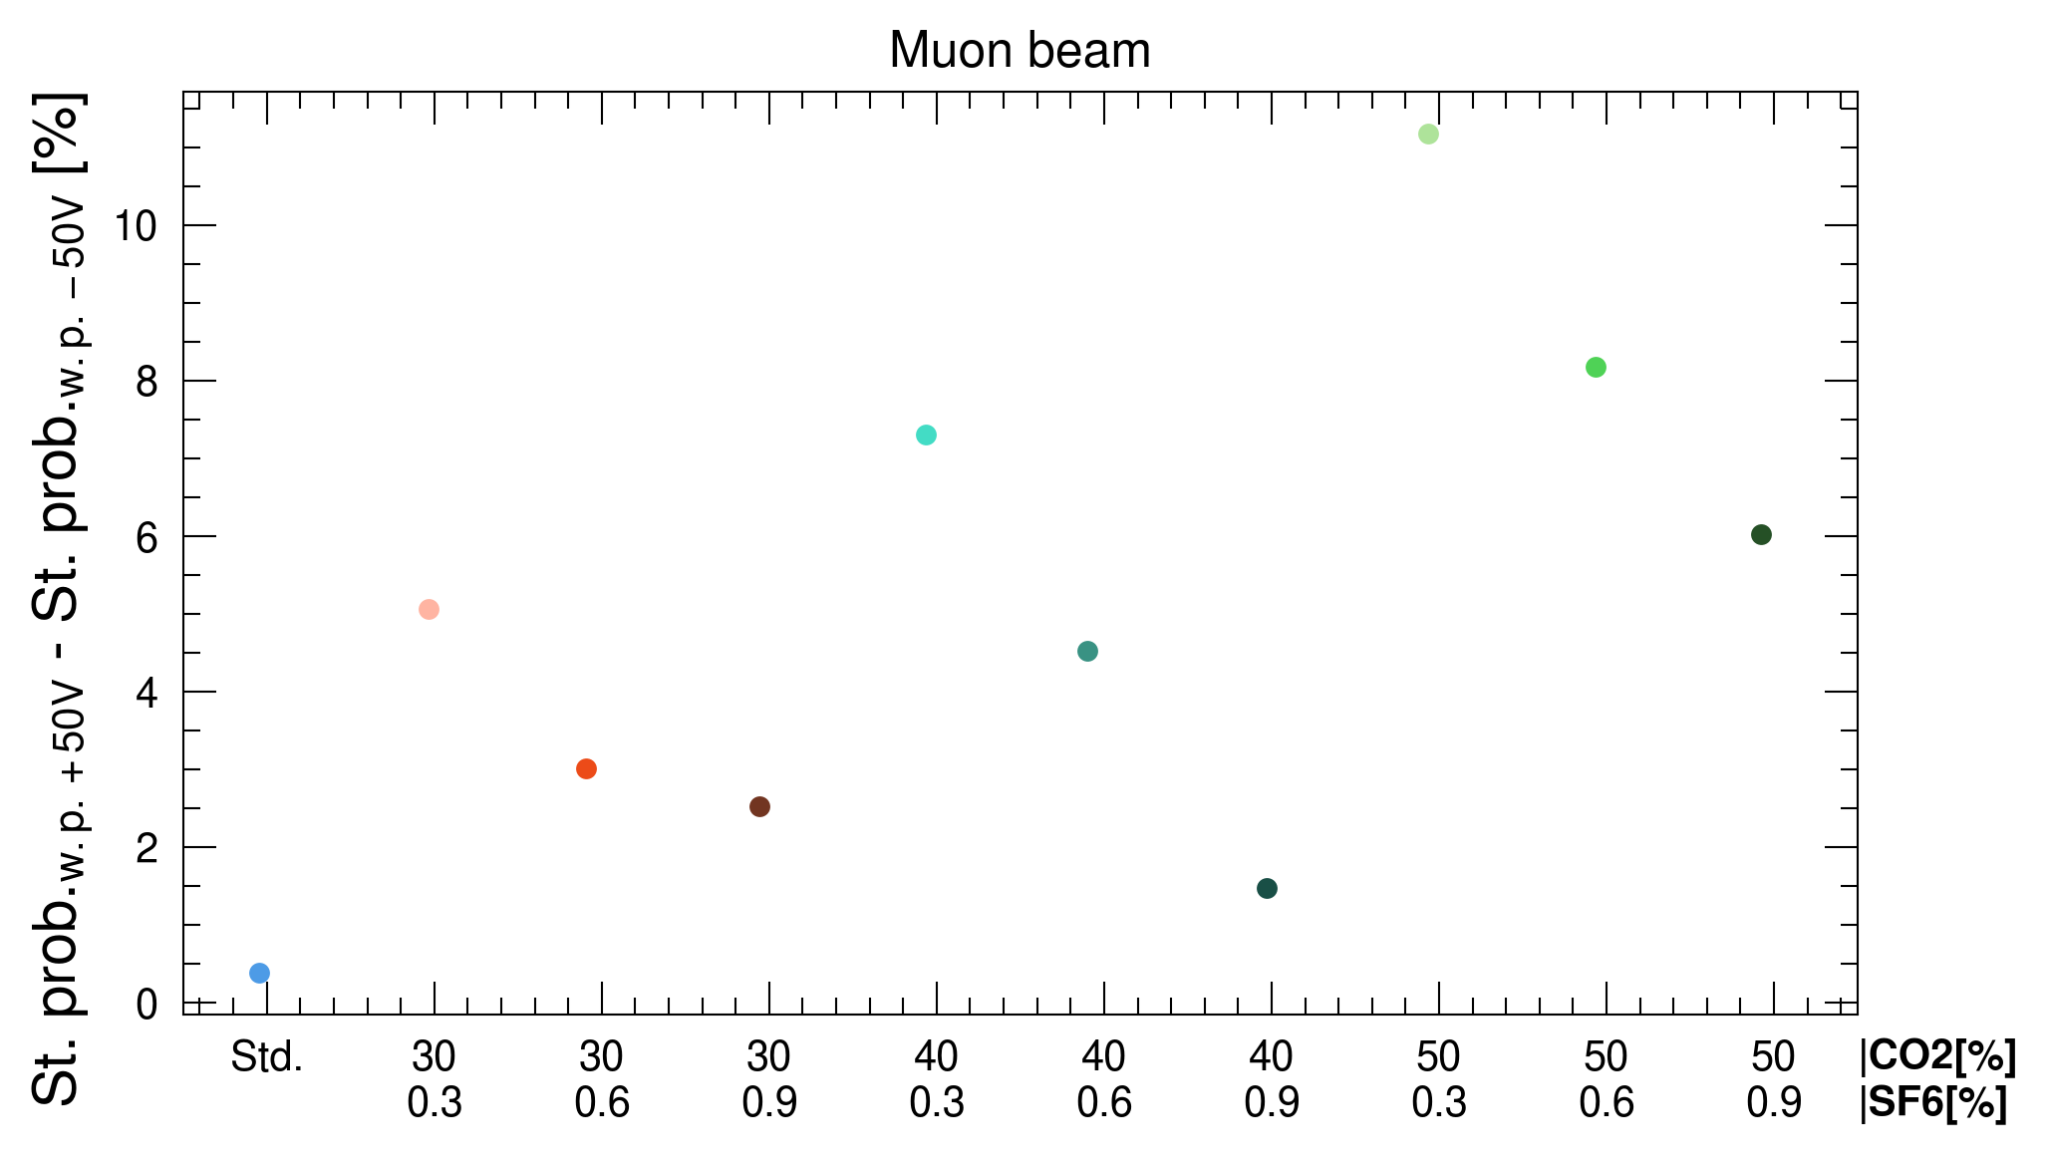 Muon beam
St. prob.w. p. +50V - St. prob.w. p. −50V [%]
10
8
6
4
2
0
Std. 30 30 30 40 40 40 50 50 50 |CO2[%]
0.3 0.6 0.9 0.3 0.6 0.9 0.3 0.6 0.9 |SF6[%]